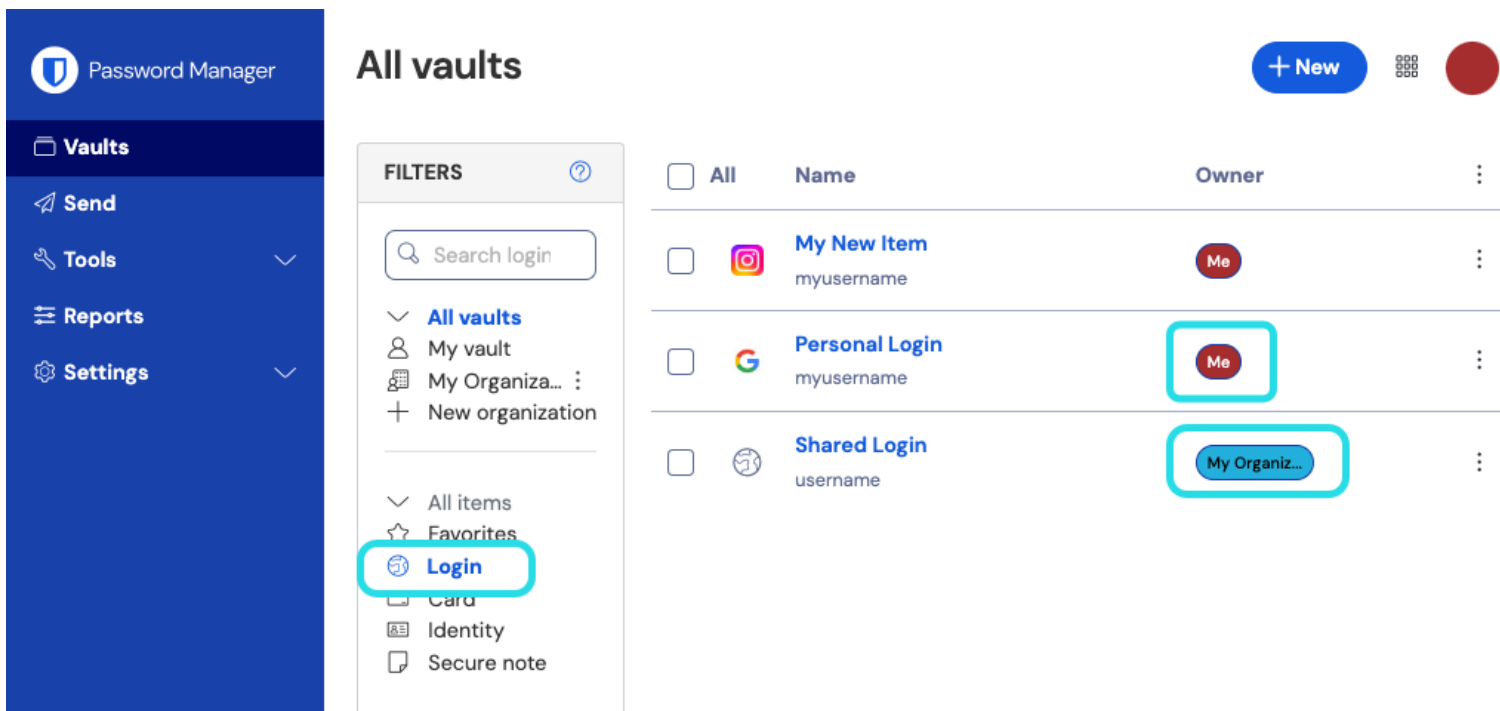 Password Manager
Vaults
Send
Tools
Reports
Settings
All vaults
New
FILTERS
Search login
All vaults
My vault
My Organiza...
New organization
All items
Favorites
Login
Card
Identity
Secure note
All Name Owner
My New Item
myusername
Me
Personal Login
myusername
Me
Shared Login
username
My Organiz...